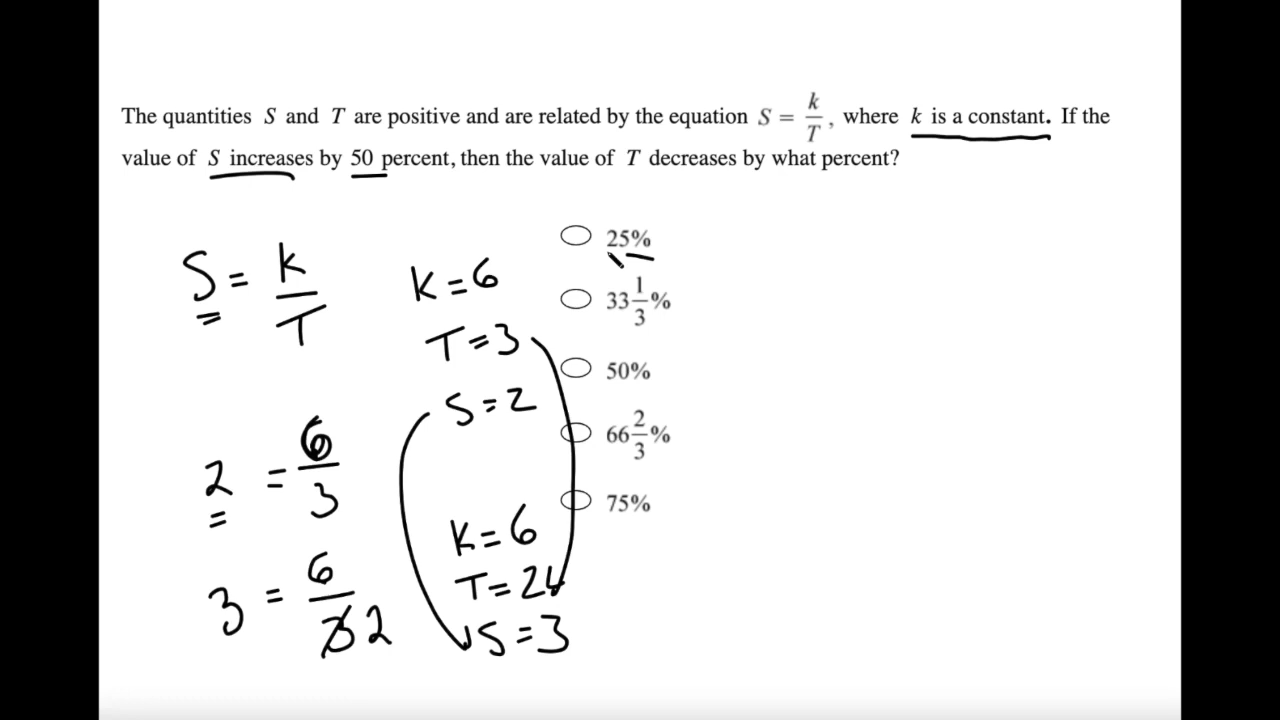 The quantities S and T are positive and are related by the equation S = k/T, where k is a constant. If the
value of S increases by 50 percent, then the value of T decreases by what percent?
25%
33 1/3%
50%
66 2/3%
75%
S = k/T
K=6
T=3
S=2
2 = 6/3
3 = 6/3 2
K=6
T=2
S=3